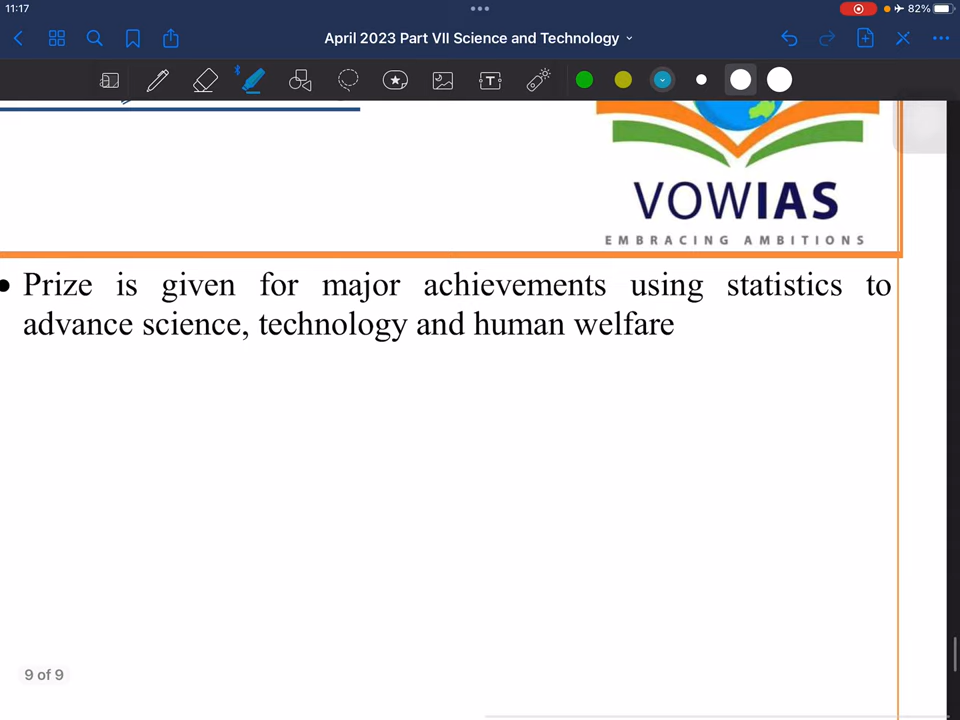 11:17
82%
April 2023 Part VII Science and Technology
T
VOWIAS
EMBRACING AMBITIONS
• Prize is given for major achievements using statistics to
advance science, technology and human welfare
9 of 9